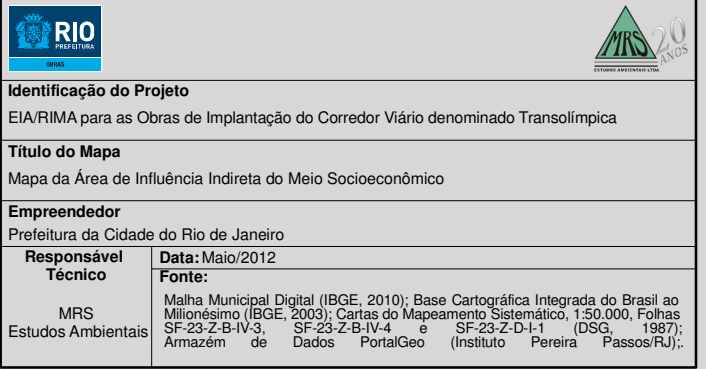 RIO
PREFEITURA
OBRAS
MRS 20
ANOS
ESTUDOS AMBIENTAIS LTDA
Identificação do Projeto
EIA/RIMA para as Obras de Implantação do Corredor Viário denominado Transolímpica
Título do Mapa
Mapa da Área de Influência Indireta do Meio Socioeconômico
Empreendedor
Prefeitura da Cidade do Rio de Janeiro
Responsável
Técnico
MRS
Estudos Ambientais
Data: Maio/2012
Fonte:
Malha Municipal Digital (IBGE, 2010); Base Cartográfica Integrada do Brasil ao
Milionésimo (IBGE, 2003); Cartas do Mapeamento Sistemático, 1:50.000, Folhas
SF-23-Z-B-IV-3, SF-23-Z-B-IV-4 e SF-23-Z-D-I-1 (DSG, 1987);
Armazém de Dados PortalGeo (Instituto Pereira Passos/RJ);.